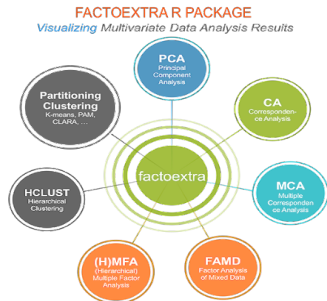 FACTOEXTRA R PACKAGE
Visualizing Multivariate Data Analysis Results
PCA
Principal
Component
Analysis
Partitioning
Clustering
K-means, PAM,
CLARA, ...
CA
Corresponden-
ce Analysis
factoextra
HCLUST
Hierarchical
Clustering
MCA
Multiple
Corresponden
ce Analysis
(H)MFA
(Hierarchical)
Multiple Factor
Analysis
FAMD
Factor Analysis
of Mixed Data